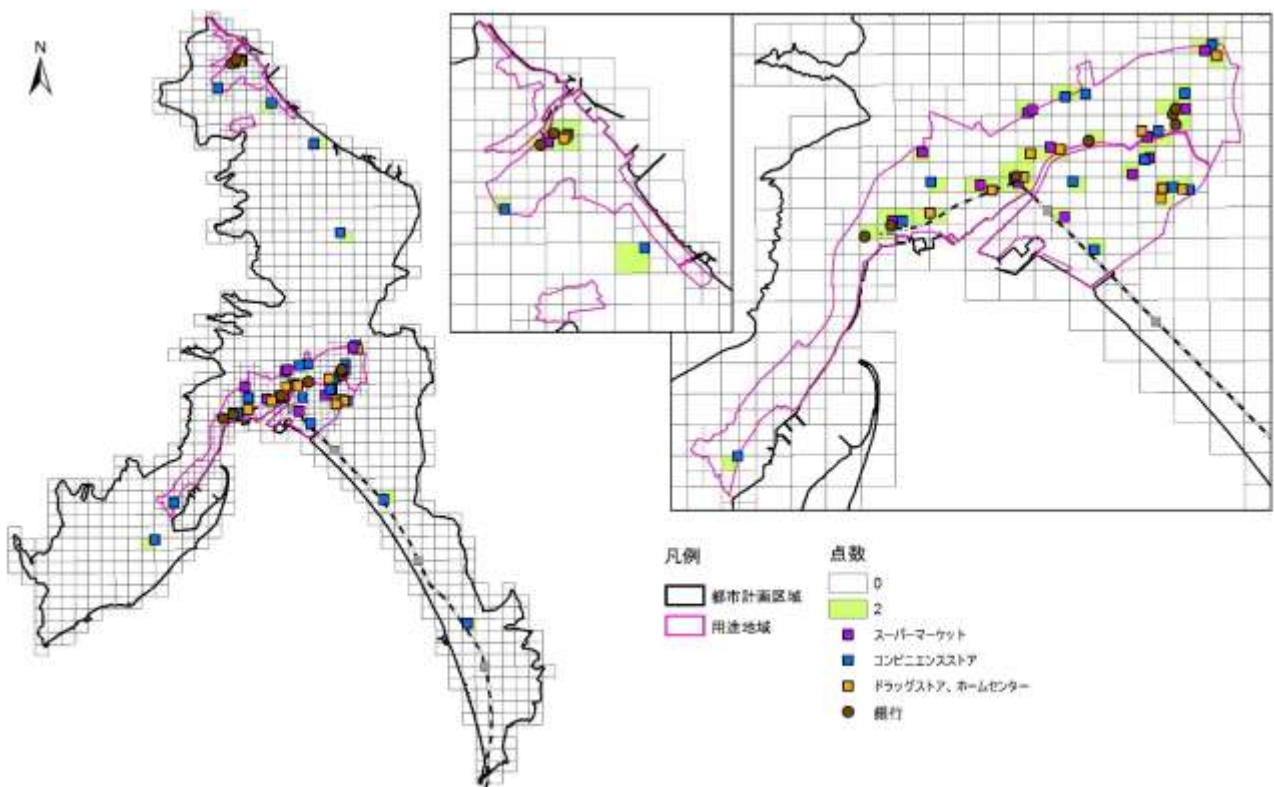 N
凡例
都市計画区域
用途地域
点数
0
2
スーパーマーケット
コンビニエンスストア
ドラッグストア、ホームセンター
銀行